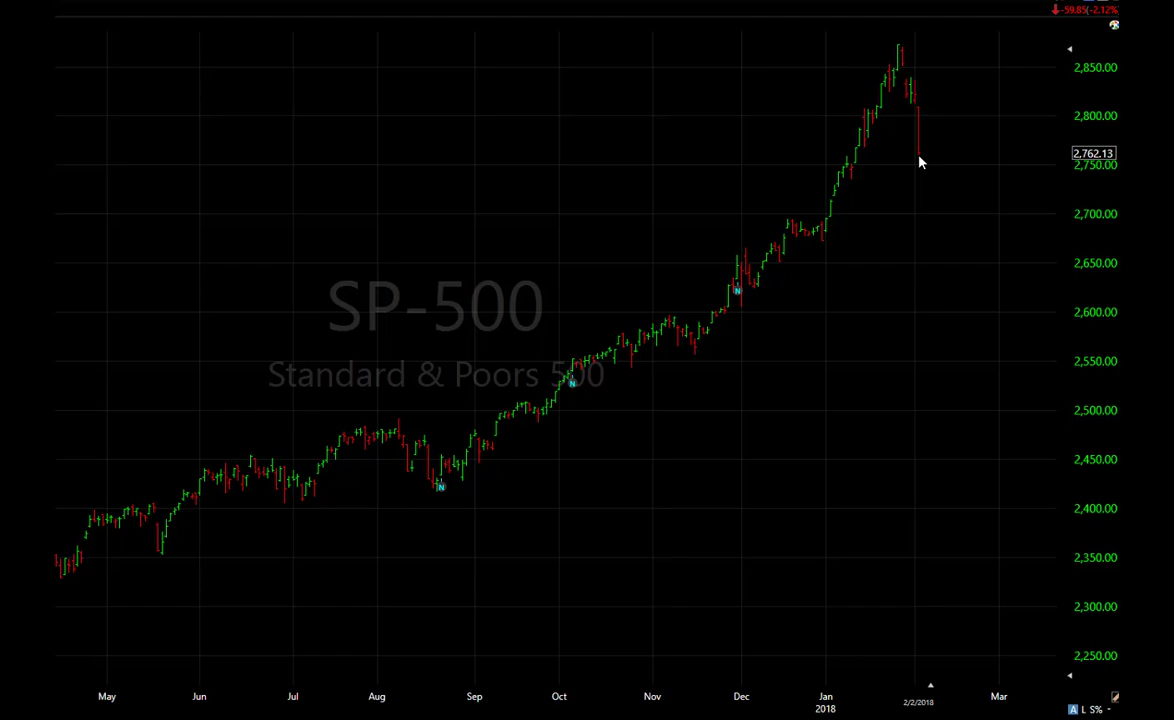 -59.85(-2.12%
2,850.00
2,800.00
2,762.13
2,750.00
2,700.00
2,650.00
SP-500
2,600.00
Standard & Poors 500
2,550.00
2,500.00
2,450.00
2,400.00
2,350.00
2,300.00
2,250.00
N
N
N
May Jun Jul Aug Sep Oct Nov Dec Jan Mar
2018 2/2/2018
A L S%